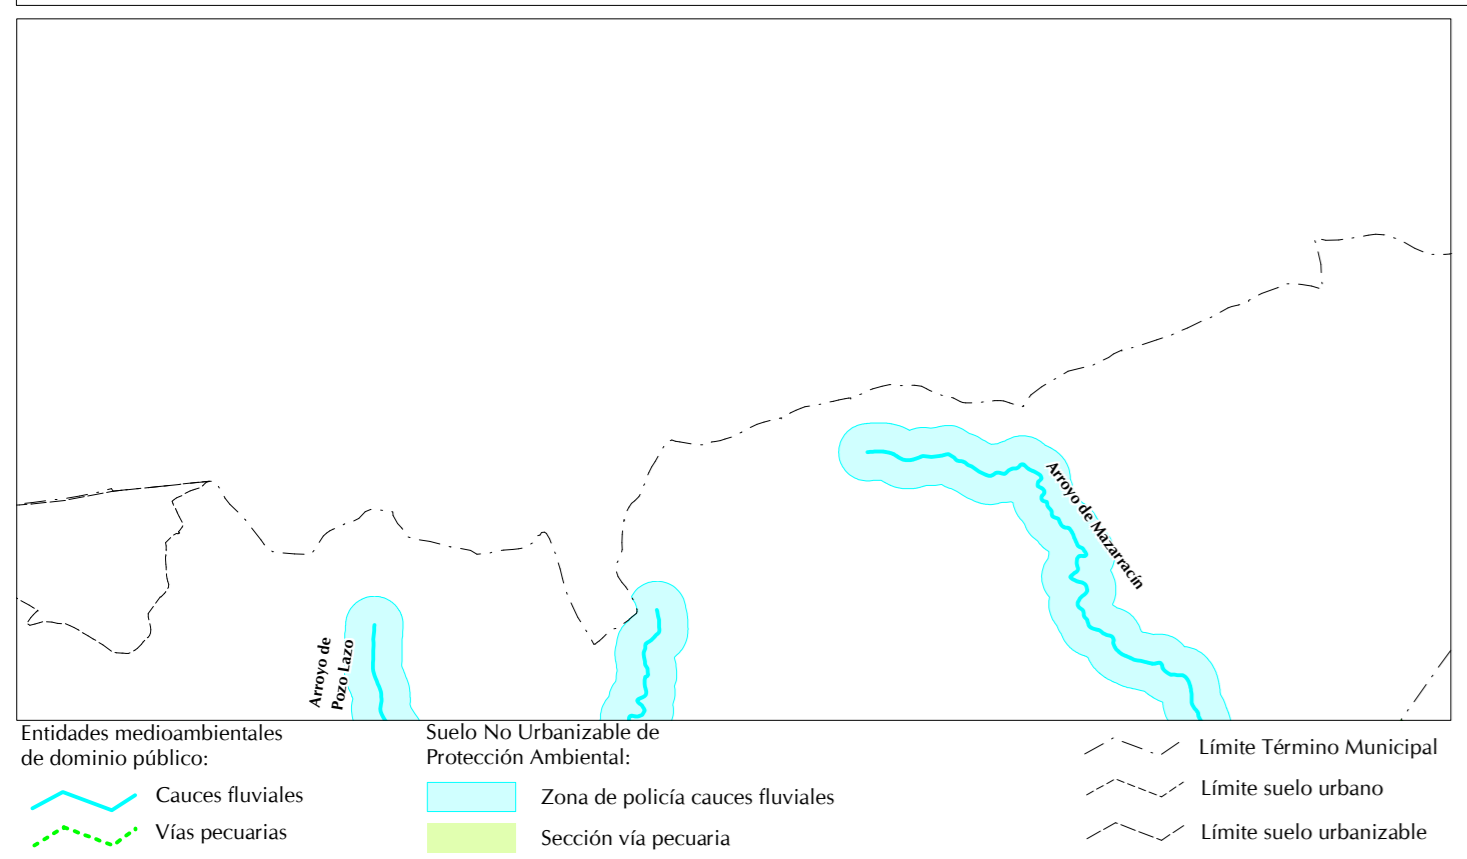 Arroyo de Mazarracín
Arroyo de
Pozo Lazo
Entidades medioambientales
de dominio público:
Cauces fluviales
Vías pecuarias
Suelo No Urbanizable de
Protección Ambiental:
Zona de policía cauces fluviales
Sección vía pecuaria
Límite Término Municipal
Límite suelo urbano
Límite suelo urbanizable